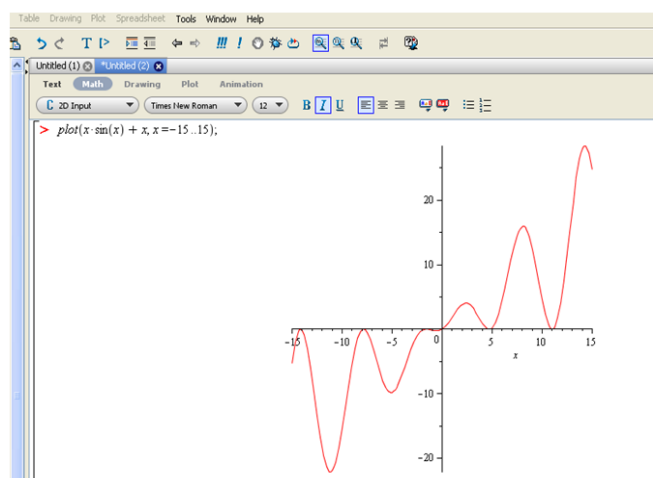 Table Drawing Plot Spreadsheet Tools Window Help
Untitled (1) *Untitled (2)
Text Math Drawing Plot Animation
C 2D Input Times New Roman 12 B I U
> plot(x·sin(x) + x, x=-15..15);
20
10
-15 -10 -5 0 5 10 15
x
-10
-20